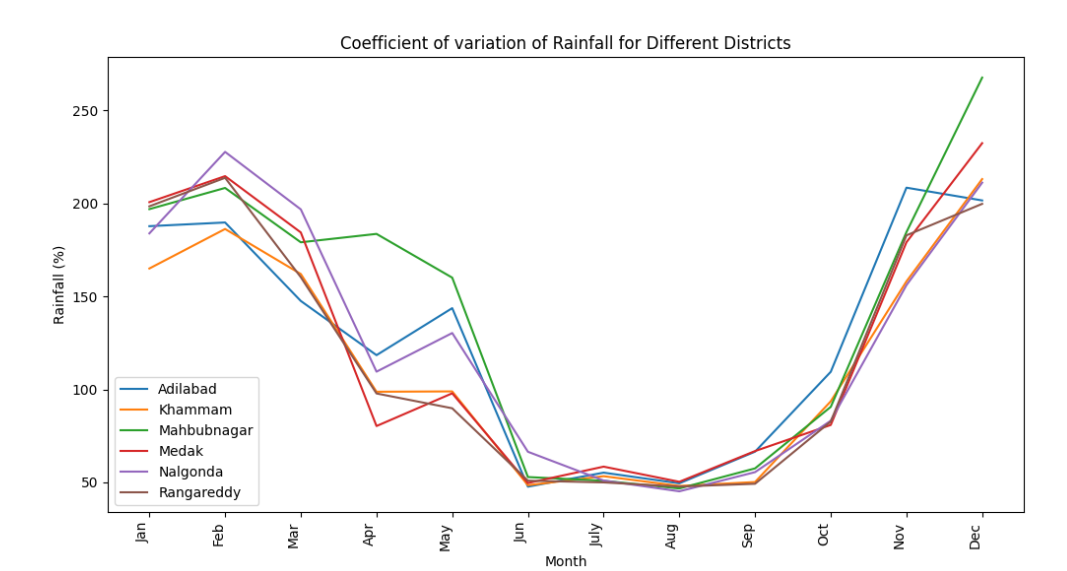 Coefficient of variation of Rainfall for Different Districts
Rainfall (%)
250
200
150
100
50
Adilabad
Khammam
Mahbubnagar
Medak
Nalgonda
Rangareddy
Jan
Feb
Mar
Apr
May
Jun
July
Aug
Sep
Oct
Nov
Dec
Month